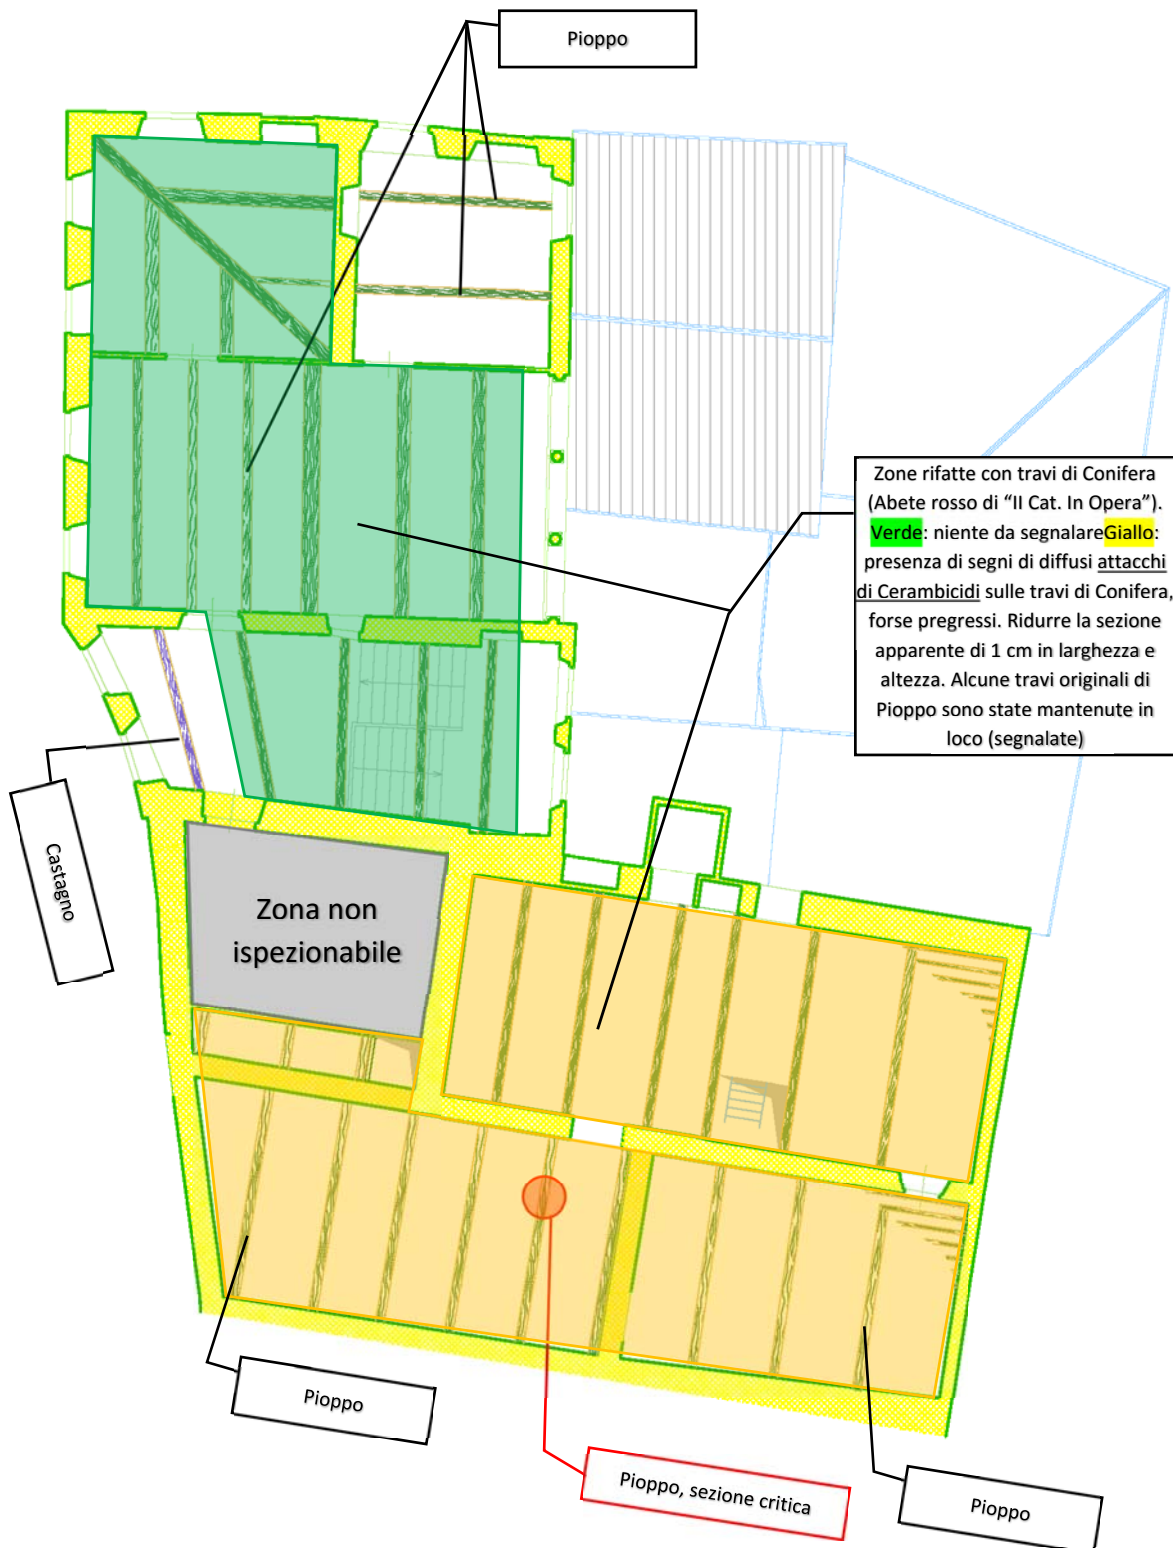 Pioppo
Zone rifatte con travi di Conifera
(Abete rosso di “II Cat. In Opera”).
Verde: niente da segnalareGiallo:
presenza di segni di diffusi attacchi
di Cerambicidi sulle travi di Conifera,
forse pregressi. Ridurre la sezione
apparente di 1 cm in larghezza e
altezza. Alcune travi originali di
Pioppo sono state mantenute in
loco (segnalate)
Castagno
Zona non
ispezionabile
Pioppo
Pioppo, sezione critica
Pioppo